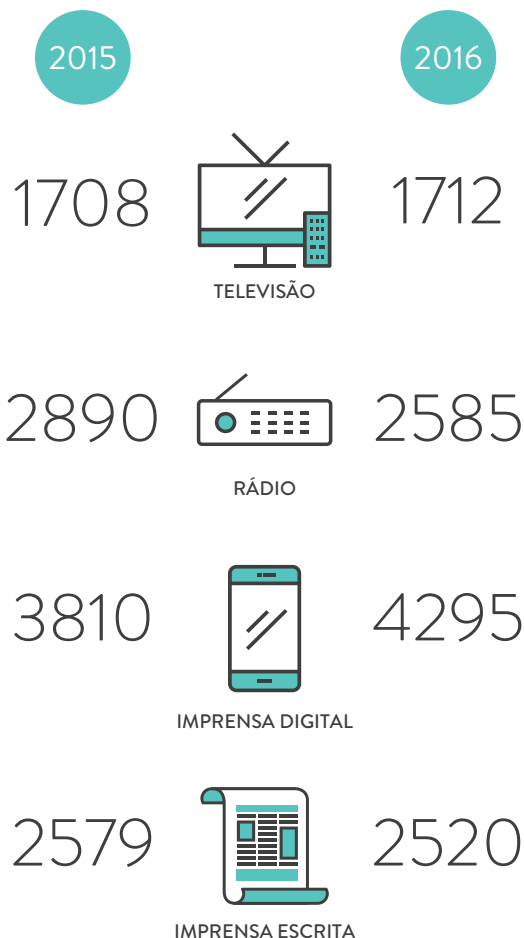 2015 2016
1708 1712
TELEVISÃO
2890 2585
RÁDIO
3810 4295
IMPRENSA DIGITAL
2579 2520
IMPRENSA ESCRITA